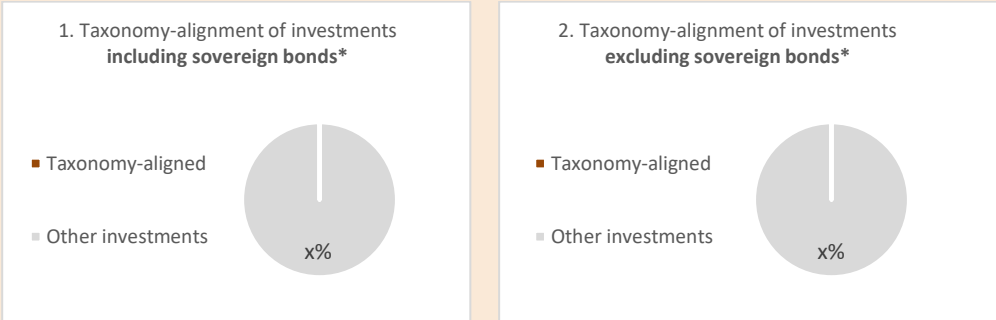 1. Taxonomy-alignment of investments
including sovereign bonds*
Taxonomy-aligned
Other investments
x%
2. Taxonomy-alignment of investments
excluding sovereign bonds*
Taxonomy-aligned
Other investments
x%